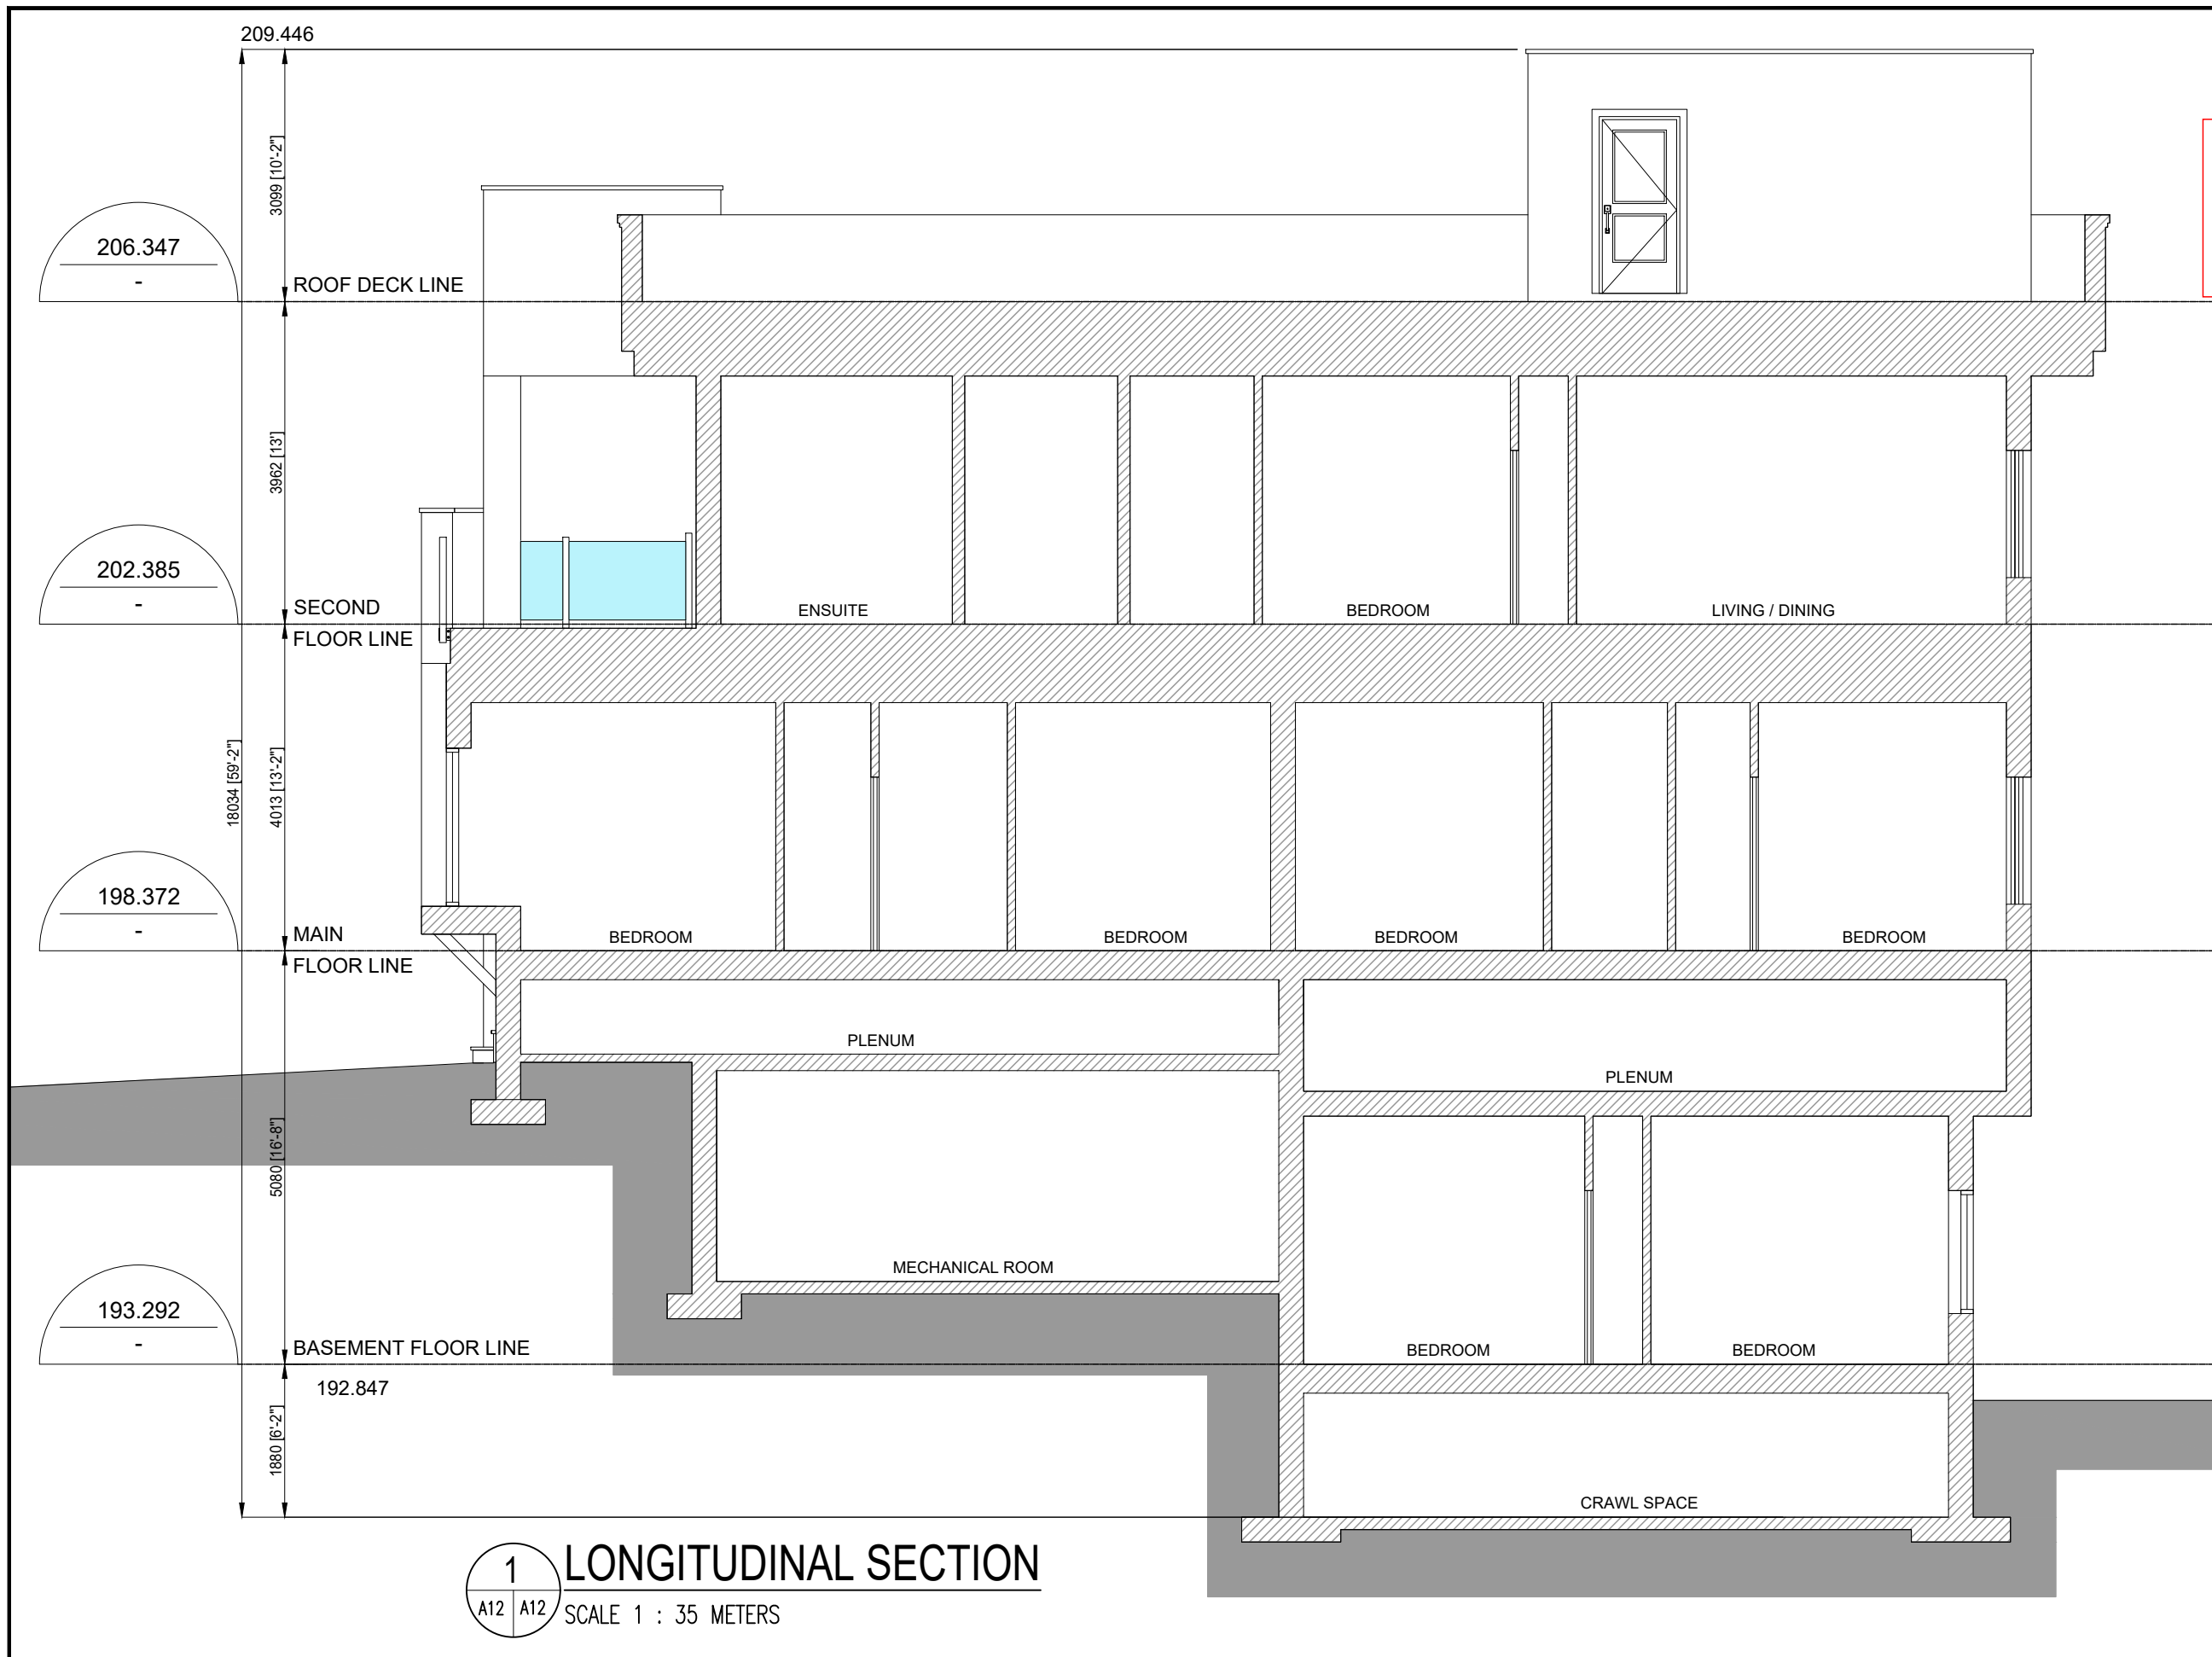 209.446
3099 [10'-2"]
206.347
-
ROOF DECK LINE
3962 [13']
202.385
-
SECOND
FLOOR LINE
ENSUITE
BEDROOM
LIVING / DINING
18034 [59'-2"]
4013 [13'-2"]
198.372
-
MAIN
FLOOR LINE
BEDROOM
BEDROOM
BEDROOM
BEDROOM
PLENUM
PLENUM
5080 [16'-8"]
MECHANICAL ROOM
193.292
-
BASEMENT FLOOR LINE
BEDROOM
BEDROOM
192.847
1880 [6'-2"]
CRAWL SPACE
1
A12 A12
LONGITUDINAL SECTION
SCALE 1 : 35 METERS